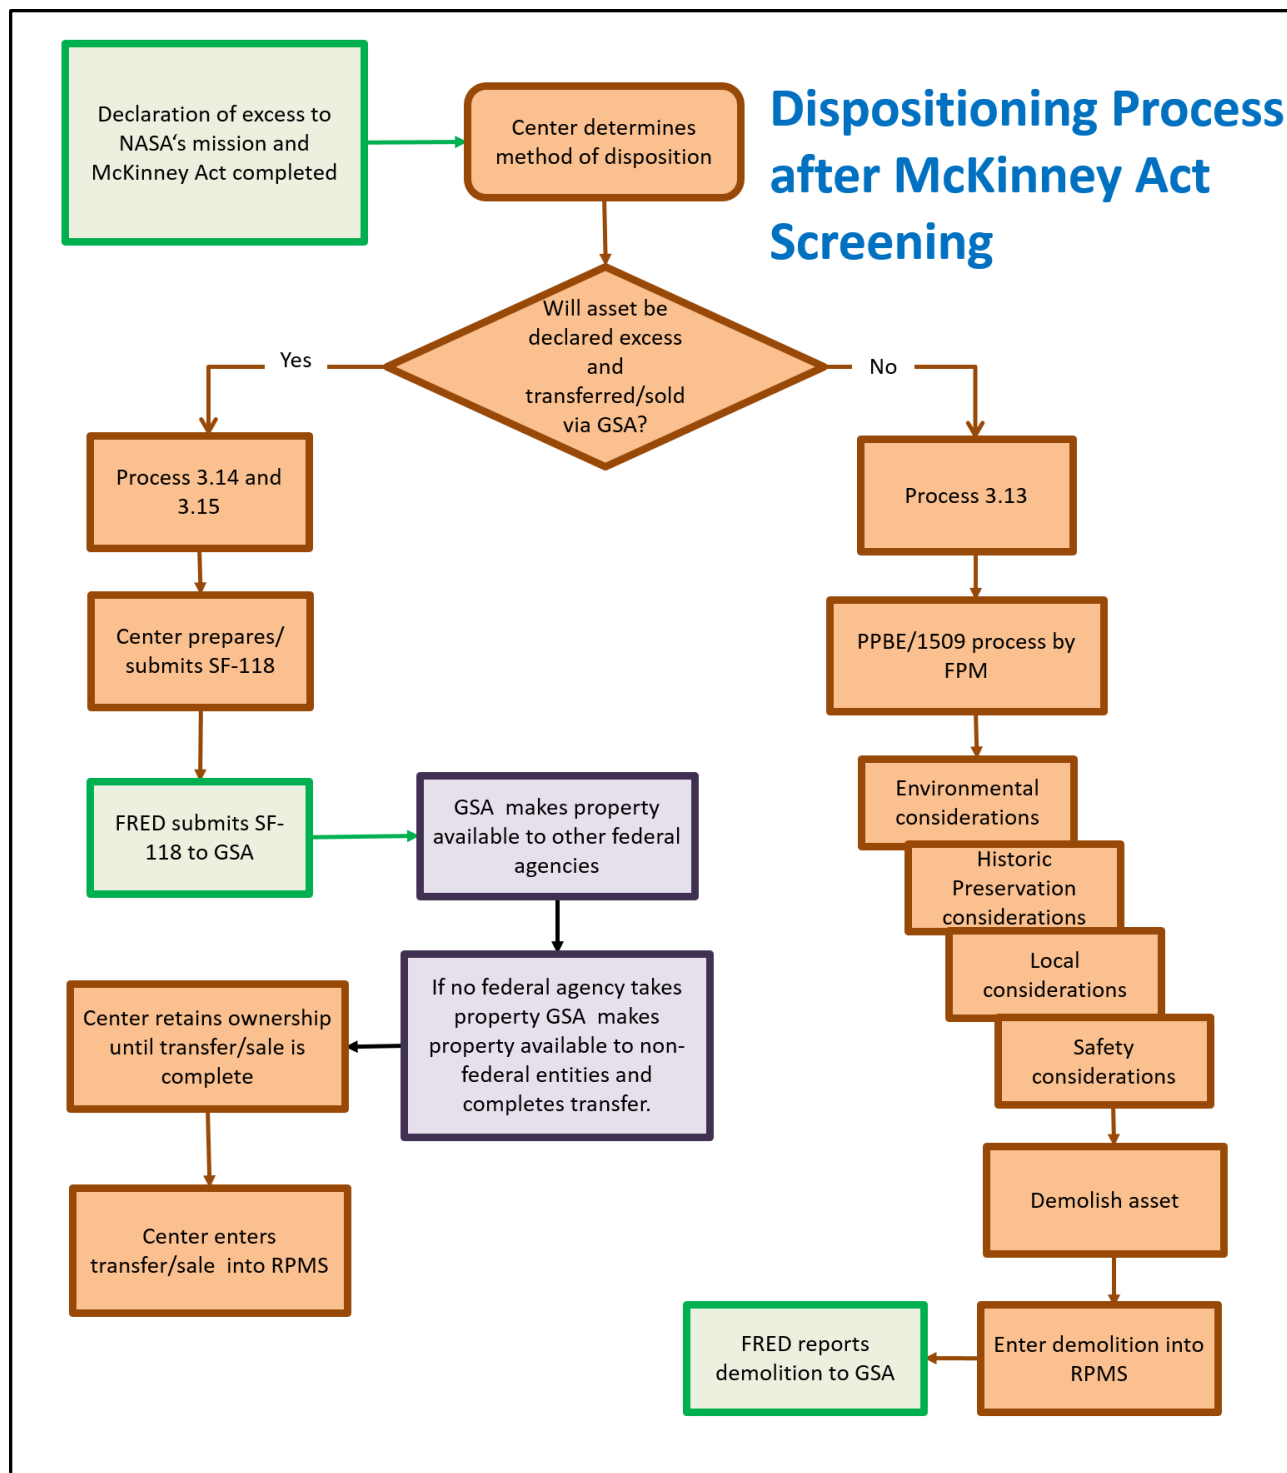 Declaration of excess to
NASA‘s mission and
McKinney Act completed
Center determines
method of disposition
Dispositioning Process
after McKinney Act
Screening
Will asset be
declared excess
and
transferred/sold
via GSA?
Yes
No
Process 3.14 and
3.15
Center prepares/
submits SF-118
FRED submits SF-
118 to GSA
GSA  makes property
available to other federal
agencies
If no federal agency takes
property GSA  makes
property available to non-
federal entities and
completes transfer.
Center retains ownership
until transfer/sale is
complete
Center enters
transfer/sale  into RPMS
Process 3.13
PPBE/1509 process by
FPM
Environmental
considerations
Historic
Preservation
considerations
Local
considerations
Safety
considerations
Demolish asset
Enter demolition into
RPMS
FRED reports
demolition to GSA